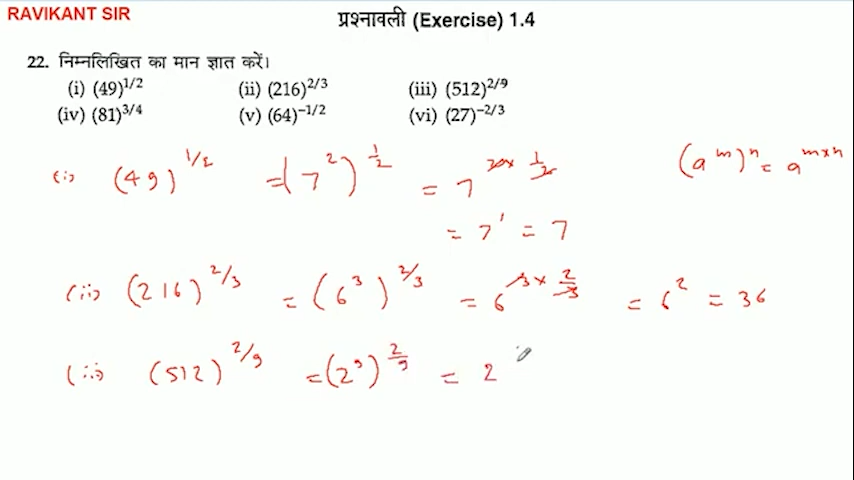 RAVIKANT SIR
प्रश्नावली (Exercise) 1.4
22. निम्नलिखित का मान ज्ञात करें।
(i) (49)^1/2 (ii) (216)^2/3 (iii) (512)^2/9
(iv) (81)^3/4 (v) (64)^−1/2 (vi) (27)^−2/3
(i) (49)^1/2 = (7^2)^1/2 = 7^2×1/2 (a^m)^n = a^m×n
= 7^1 = 7
(ii) (216)^2/3 = (6^3)^2/3 = 6^3×2/3 = 6^2 = 36
(iii) (512)^2/9 = (2^9)^2/9 = 2